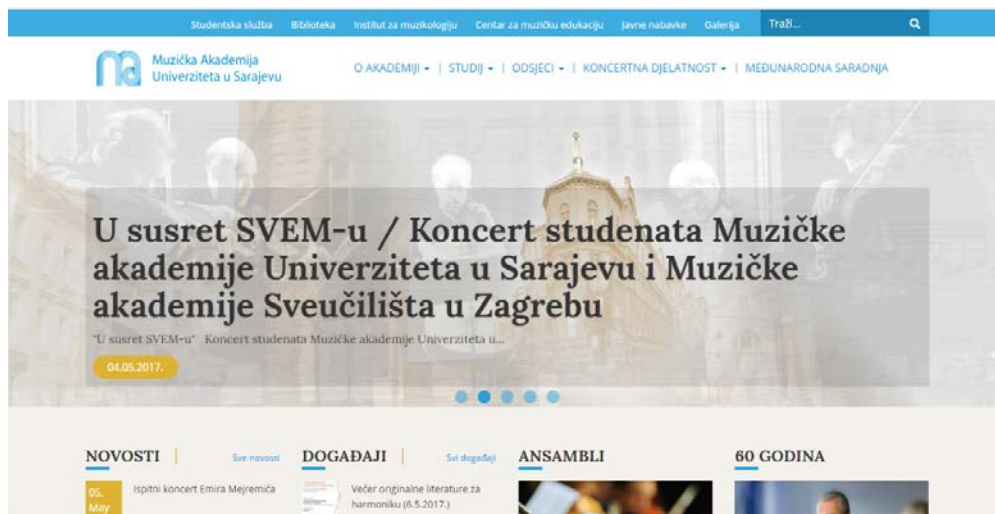 Studentska služba Biblioteka Institut za muzikologiju Centar za muzičku edukaciju Javne nabavke Galerija Traži...
Muzička Akademija
Univerziteta u Sarajevu
O AKADEMIJI | STUDIJ | ODSJECI | KONCERTNA DJELATNOST | MEĐUNARODNA SARADNJA
U susret SVEM-u / Koncert studenata Muzičke
akademije Univerziteta u Sarajevu i Muzičke
akademije Sveučilišta u Zagrebu
"U susret SVEM-u" Koncert studenata Muzičke akademije Univerziteta u...
04.05.2017.
NOVOSTI | Sve novosti DOGAĐAJI | Svi događaji ANSAMBLI 60 GODINA
05.
May
Ispitni koncert Emira Mejremića
Večer originalne literature za
harmoniku (6.5.2017.)